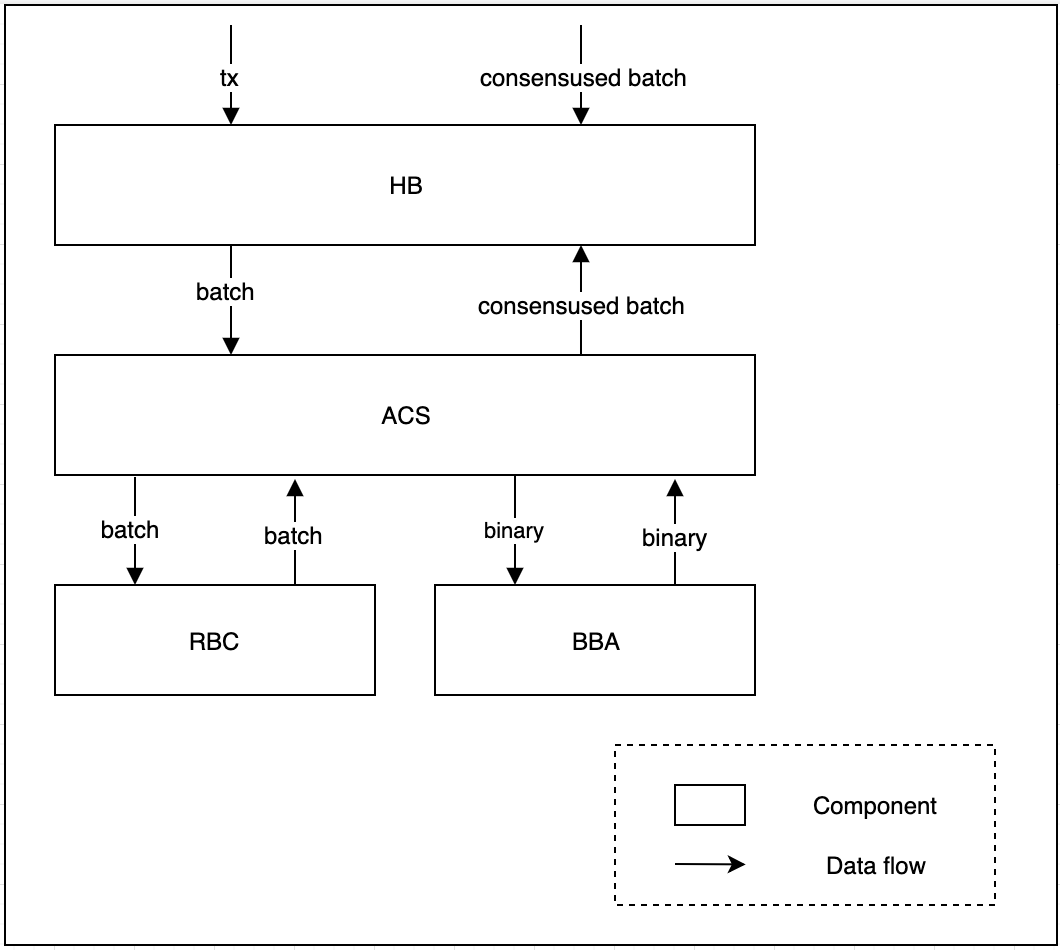 tx
consensused batch
HB
batch
consensused batch
ACS
batch
batch
binary
binary
RBC
BBA
Component
Data flow